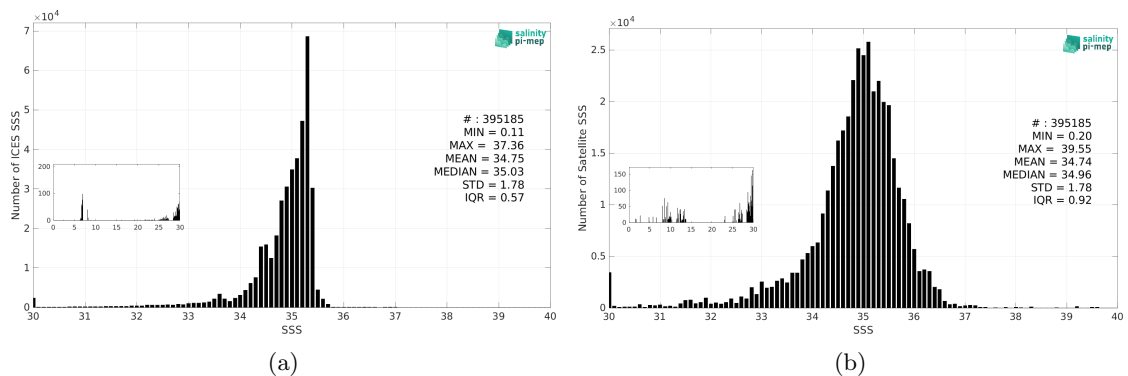 ×10⁴
7
6
5
4
3
2
1
0
Number of ICES SSS
salinity
pi-mep
# : 395185
MIN = 0.11
MAX = 37.36
MEAN = 34.75
MEDIAN = 35.03
STD = 1.78
IQR = 0.57
200
100
0
0 5 10 15 20 25 30
30 31 32 33 34 35 36 37 38 39 40
SSS
(a)
×10⁴
2.5
2
1.5
1
0.5
0
Number of Satellite SSS
salinity
pi-mep
# : 395185
MIN = 0.20
MAX = 39.55
MEAN = 34.74
MEDIAN = 34.96
STD = 1.78
IQR = 0.92
150
100
50
0
0 5 10 15 20 25 30
30 31 32 33 34 35 36 37 38 39 40
SSS
(b)